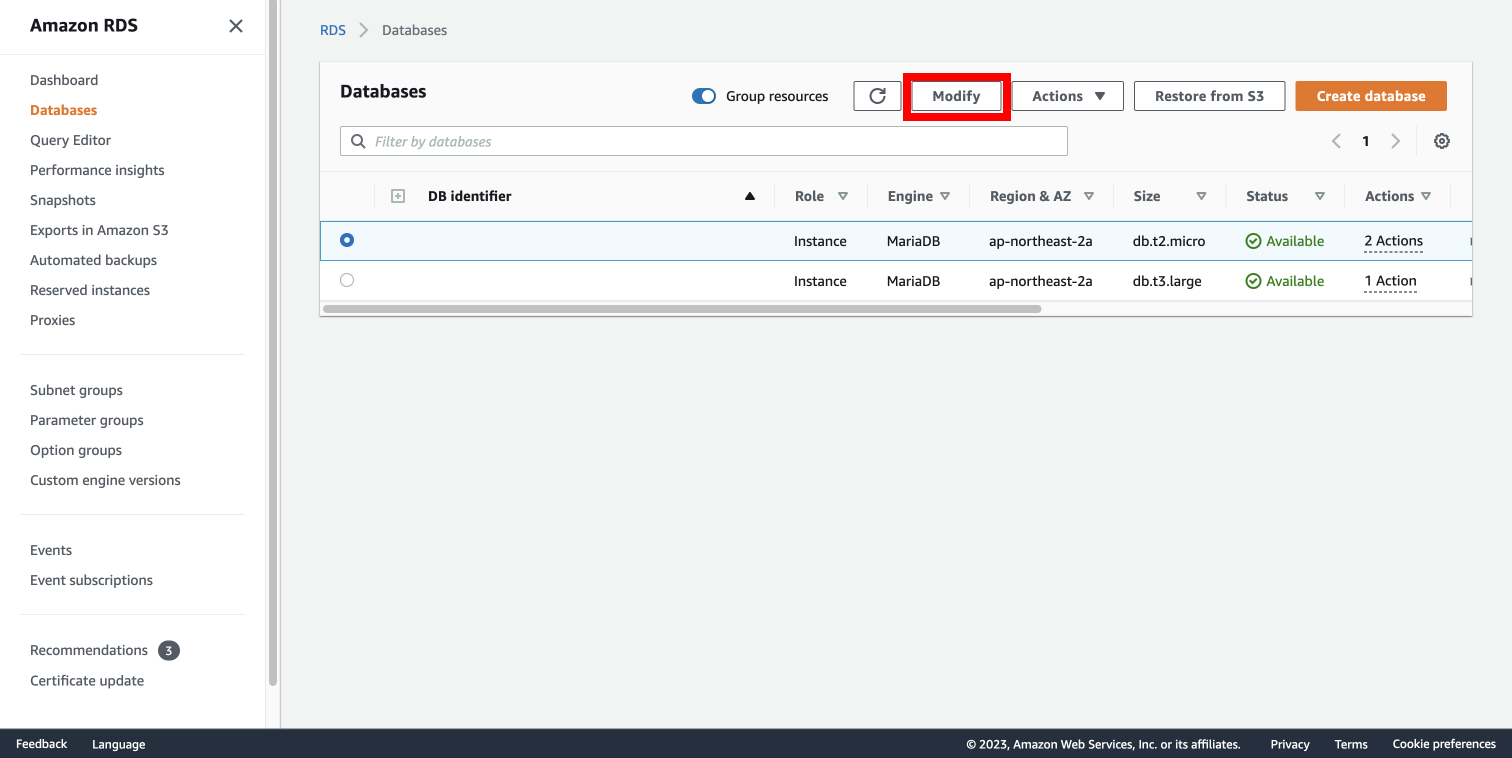 Amazon RDS
Dashboard
Databases
Query Editor
Performance insights
Snapshots
Exports in Amazon S3
Automated backups
Reserved instances
Proxies
Subnet groups
Parameter groups
Option groups
Custom engine versions
Events
Event subscriptions
Recommendations 3
Certificate update
RDS Databases
Databases Group resources Modify Actions Restore from S3 Create database
Filter by databases 1
DB identifier Role Engine Region & AZ Size Status Actions
Instance MariaDB ap-northeast-2a db.t2.micro Available 2 Actions
Instance MariaDB ap-northeast-2a db.t3.large Available 1 Action
Feedback Language © 2023, Amazon Web Services, Inc. or its affiliates. Privacy Terms Cookie preferences